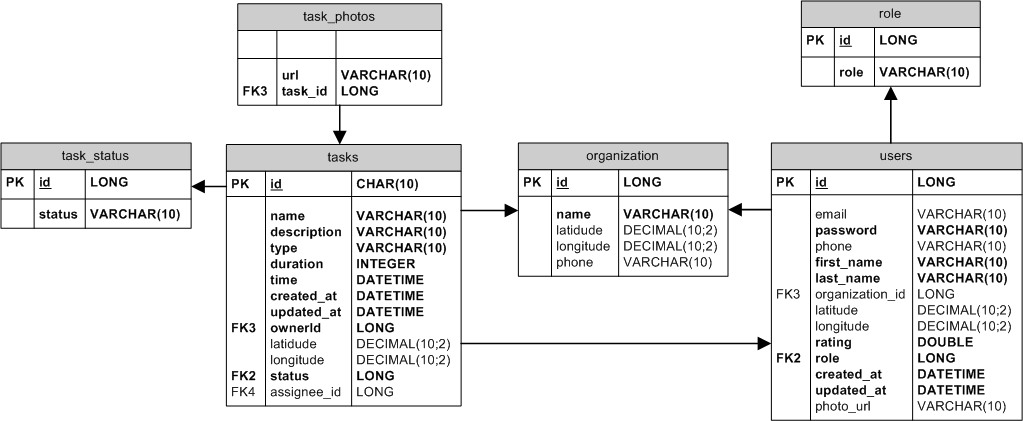 task_photos
url VARCHAR(10)
FK3 task_id LONG
role
PK id LONG
role VARCHAR(10)
task_status
PK id LONG
status VARCHAR(10)
tasks
PK id CHAR(10)
name VARCHAR(10)
description VARCHAR(10)
type VARCHAR(10)
duration INTEGER
time DATETIME
created_at DATETIME
updated_at DATETIME
FK3 ownerId LONG
latidude DECIMAL(10;2)
longitude DECIMAL(10;2)
FK2 status LONG
FK4 assignee_id LONG
organization
PK id LONG
name VARCHAR(10)
latidude DECIMAL(10;2)
longitude DECIMAL(10;2)
phone VARCHAR(10)
users
PK id LONG
email VARCHAR(10)
password VARCHAR(10)
phone VARCHAR(10)
first_name VARCHAR(10)
last_name VARCHAR(10)
FK3 organization_id LONG
latitude DECIMAL(10;2)
longitude DECIMAL(10;2)
rating DOUBLE
FK2 role LONG
created_at DATETIME
updated_at DATETIME
photo_url VARCHAR(10)